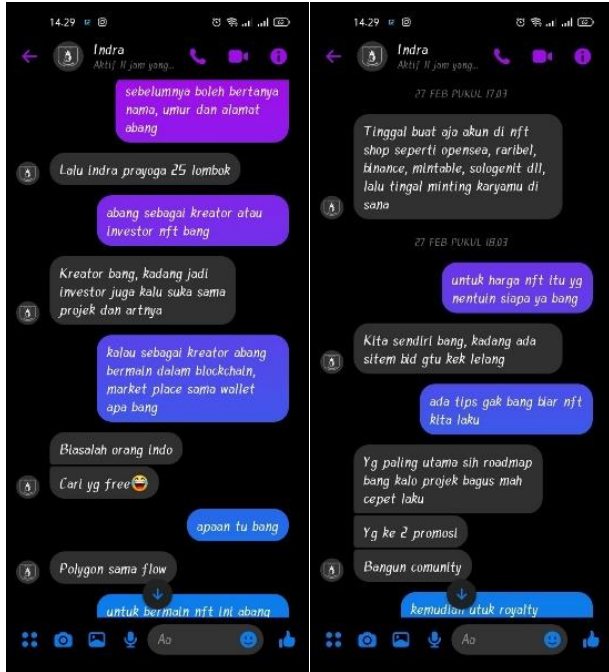 14.29
Indra
Aktif 11 jam yang...
sebelumnya boleh bertanya
nama, umur dan alamat
abang
Lalu indra prayoga 25 lombok
abang sebagai kreator atau
investor nft bang
Kreator bang, kadang jadi
investor juga kalu suka sama
projek dan artnya
kalau sebagai kreator abang
bermain dalam blockchain,
market place sama wallet
apa bang
Biasalah orang indo
Cari yg free😂
apaan tu bang
Polygon sama flow
untuk bermain nft ini abang
Aa
14.29
Indra
Aktif 11 jam yang...
27 FEB PUKUL 17.03
Tinggal buat aja akun di nft
shop seperti opensea, raribel,
binance, mintable, sologenit dll,
lalu tingal minting karyamu di
sana
27 FEB PUKUL 18.03
untuk harga nft itu yg
nentuin siapa ya bang
Kita sendiri bang, kadang ada
sitem bid gtu kek lelang
ada tips gak bang biar nft
kita laku
Yg paling utama sih roadmap
bang kalo projek bagus mah
cepet laku
Yg ke 2 promosi
Bangun comunity
kemudian utuk royalty
Aa